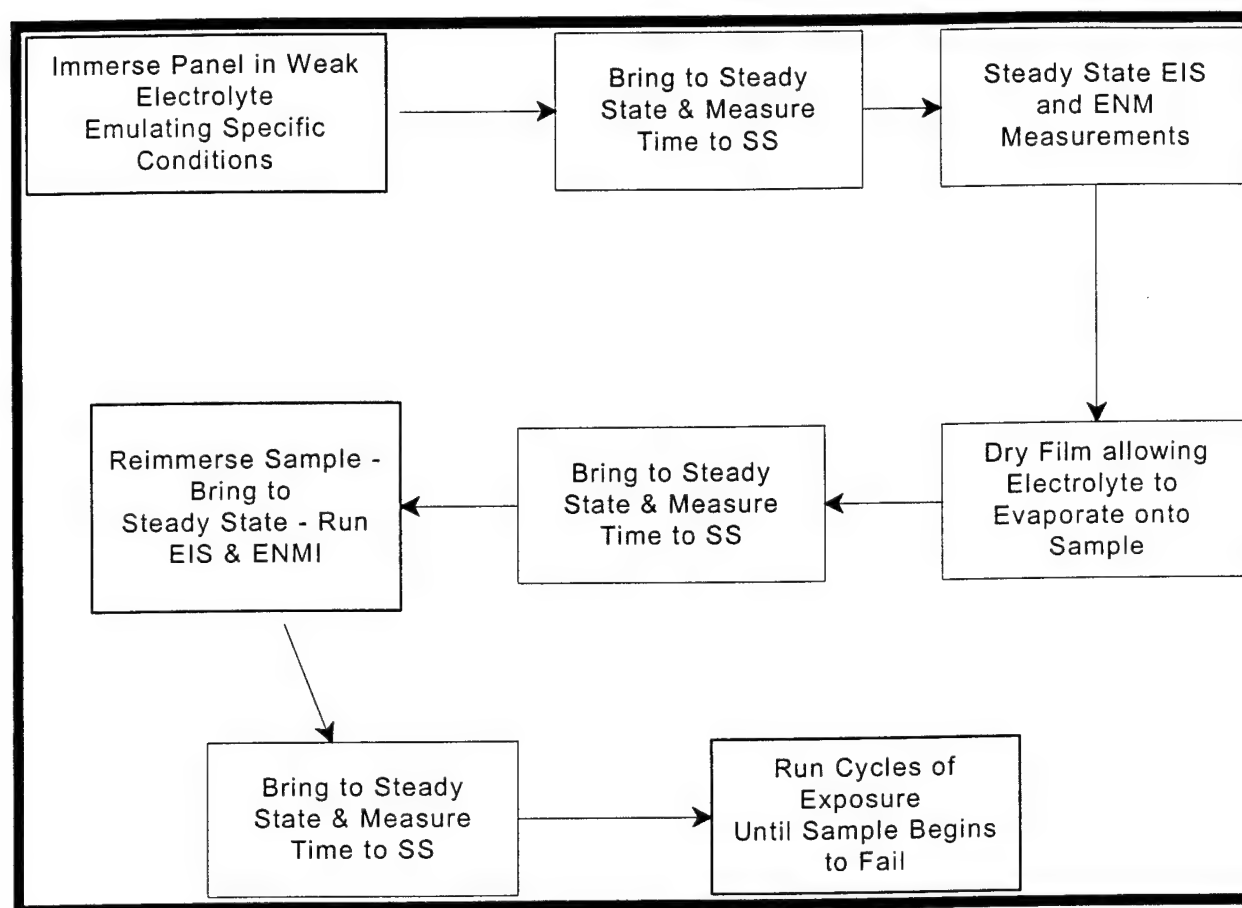 Immerse Panel in Weak
Electrolyte
Emulating Specific
Conditions
Bring to Steady
State & Measure
Time to SS
Steady State EIS
and ENM
Measurements
Dry Film allowing
Electrolyte to
Evaporate onto
Sample
Bring to Steady
State & Measure
Time to SS
Reimmerse Sample -
Bring to
Steady State - Run
EIS & ENMI
Bring to Steady
State & Measure
Time to SS
Run Cycles of
Exposure
Until Sample Begins
to Fail